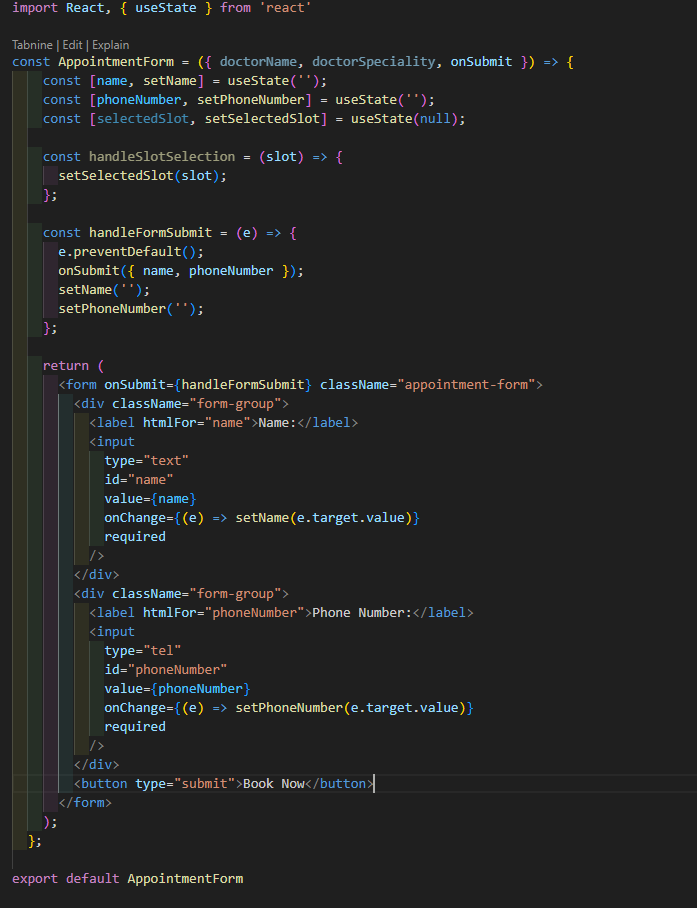 import React, { useState } from 'react'
Tabnine | Edit | Explain
const AppointmentForm = ({ doctorName, doctorSpeciality, onSubmit }) => {
    const [name, setName] = useState('');
    const [phoneNumber, setPhoneNumber] = useState('');
    const [selectedSlot, setSelectedSlot] = useState(null);
    const handleSlotSelection = (slot) => {
      setSelectedSlot(slot);
    };
    const handleFormSubmit = (e) => {
      e.preventDefault();
      onSubmit({ name, phoneNumber });
      setName('');
      setPhoneNumber('');
    };
    return (
      <form onSubmit={handleFormSubmit} className="appointment-form">
        <div className="form-group">
          <label htmlFor="name">Name:</label>
          <input
            type="text"
            id="name"
            value={name}
            onChange={(e) => setName(e.target.value)}
            required
          />
        </div>
        <div className="form-group">
          <label htmlFor="phoneNumber">Phone Number:</label>
          <input
            type="tel"
            id="phoneNumber"
            value={phoneNumber}
            onChange={(e) => setPhoneNumber(e.target.value)}
            required
          />
        </div>
        <button type="submit">Book Now</button>
      </form>
    );
  };
export default AppointmentForm